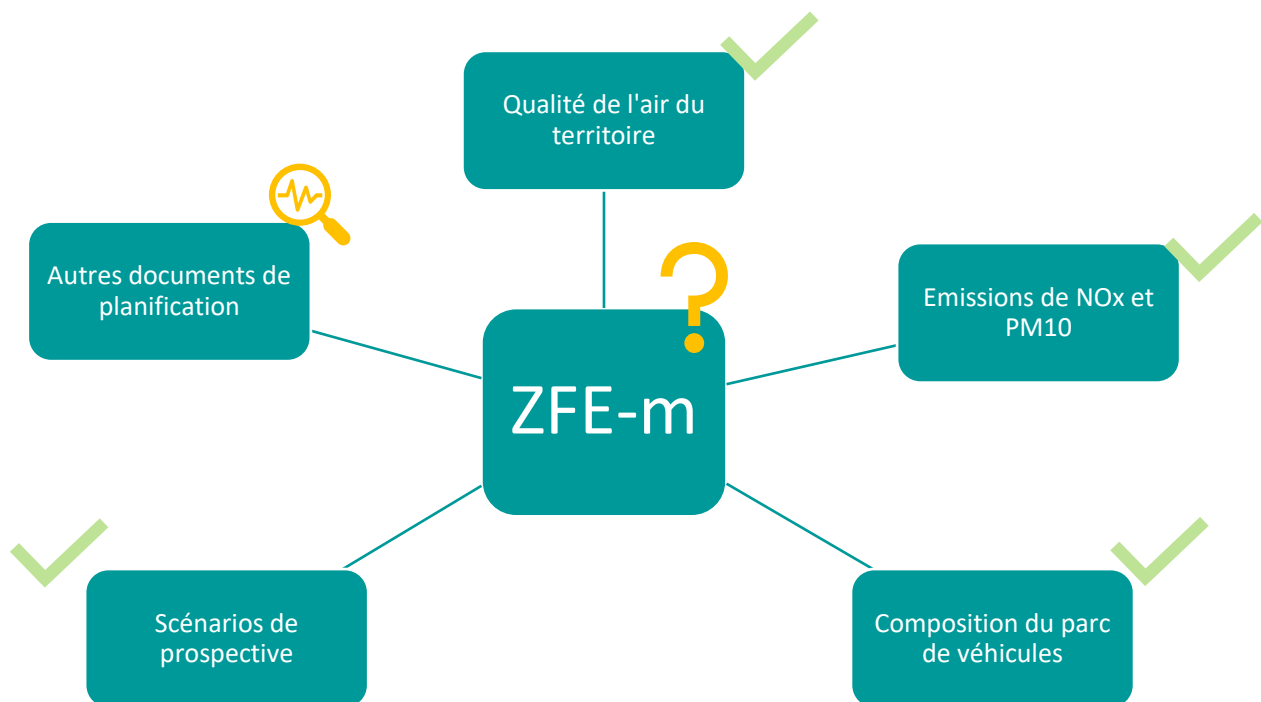 Qualité de l'air du
territoire
Autres documents de
planification
Emissions de NOx et
PM10
ZFE-m
?
Scénarios de
prospective
Composition du parc
de véhicules